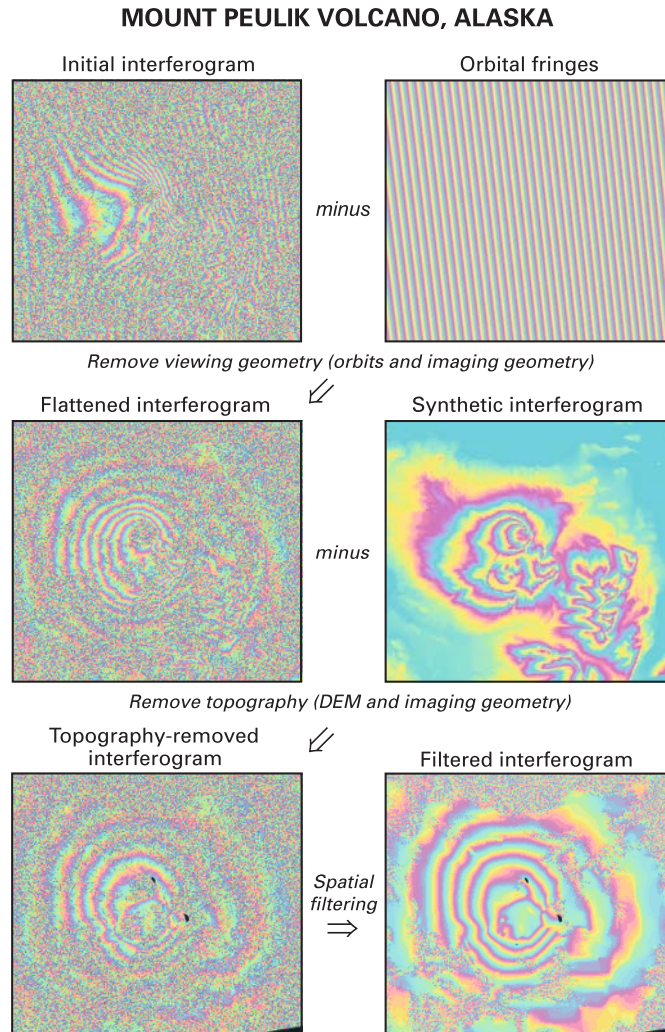 MOUNT PEULIK VOLCANO, ALASKA
Initial interferogram
Orbital fringes
minus
Remove viewing geometry (orbits and imaging geometry)
Flattened interferogram
Synthetic interferogram
minus
Remove topography (DEM and imaging geometry)
Topography-removed
interferogram
Filtered interferogram
Spatial
filtering